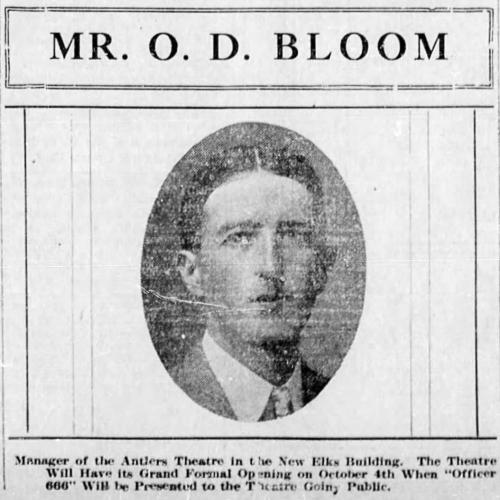 MR. O. D. BLOOM
Manager of the Antlers Theatre in the New Elks Building. The Theatre
Will Have its Grand Formal Opening on October 4th When "Officer
666" Will be Presented to the Theatre Going Public.